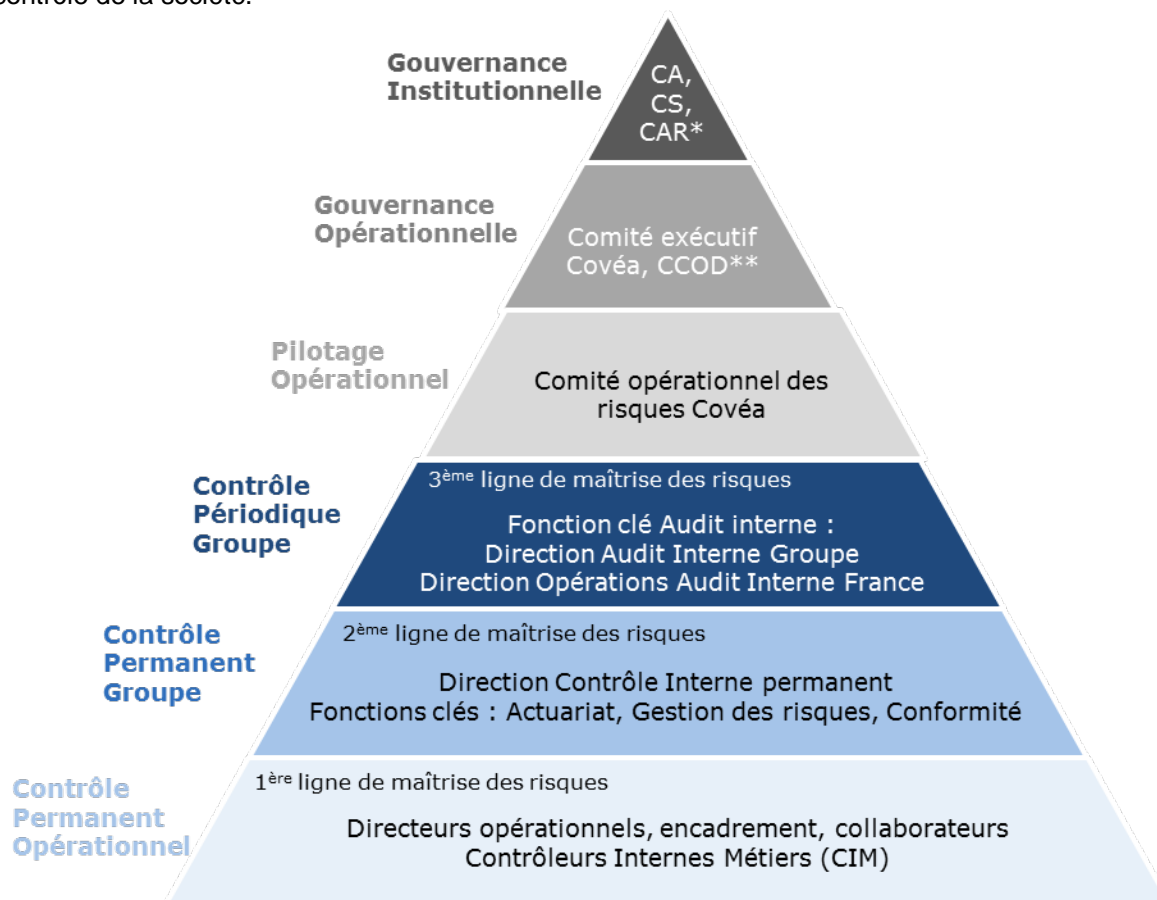 contrôle de la société.
Gouvernance
Institutionnelle
CA,
CS,
CAR*
Gouvernance
Opérationnelle
Comité exécutif
Covéa, CCOD**
Pilotage
Opérationnel
Comité opérationnel des
risques Covéa
Contrôle
Périodique
Groupe
3ème ligne de maîtrise des risques
Fonction clé Audit interne :
Direction Audit Interne Groupe
Direction Opérations Audit Interne France
Contrôle
Permanent
Groupe
2ème ligne de maîtrise des risques
Direction Contrôle Interne permanent
Fonctions clés : Actuariat, Gestion des risques, Conformité
Contrôle
Permanent
Opérationnel
1ère ligne de maîtrise des risques
Directeurs opérationnels, encadrement, collaborateurs
Contrôleurs Internes Métiers (CIM)